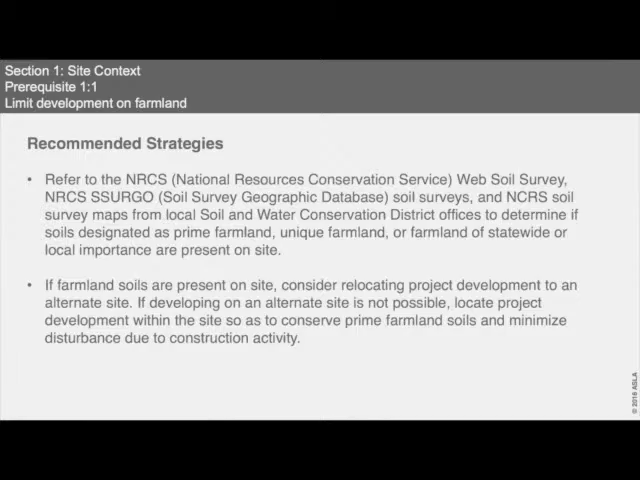 Section 1: Site Context
Prerequisite 1:1
Limit development on farmland
Recommended Strategies
• Refer to the NRCS (National Resources Conservation Service) Web Soil Survey,
NRCS SSURGO (Soil Survey Geographic Database) soil surveys, and NCRS soil
survey maps from local Soil and Water Conservation District offices to determine if
soils designated as prime farmland, unique farmland, or farmland of statewide or
local importance are present on site.
• If farmland soils are present on site, consider relocating project development to an
alternate site. If developing on an alternate site is not possible, locate project
development within the site so as to conserve prime farmland soils and minimize
disturbance due to construction activity.
© 2016 ASLA